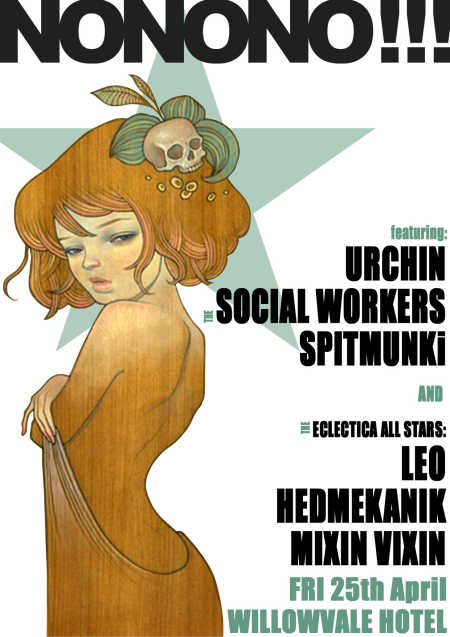 NONONO!!!
featuring:
URCHIN
THE SOCIAL WORKERS
SPITMUNKi
AND
THE ECLECTICA ALL STARS:
LEO
HEDMEKANIK
MIXIN VIXIN
FRI 25th April
WILLOWVALE HOTEL